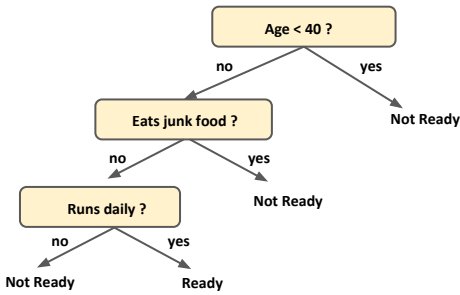 Age < 40 ?
no
yes
Eats junk food ?
Not Ready
no
yes
Not Ready
Runs daily ?
no
yes
Not Ready
Ready